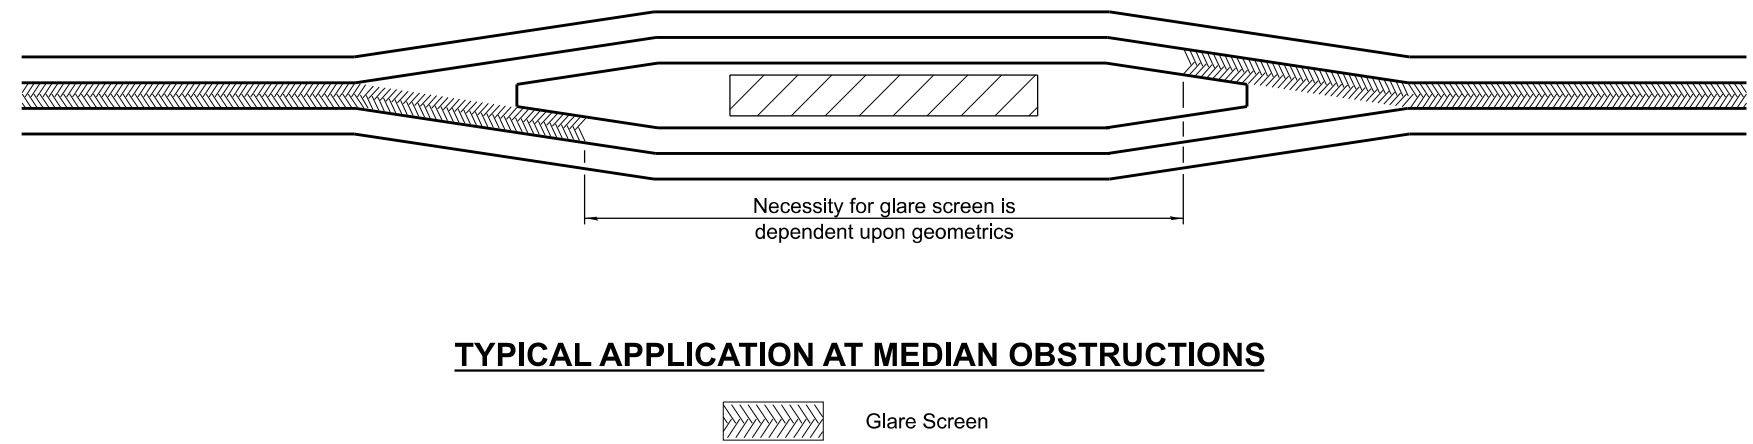 Necessity for glare screen is
dependent upon geometrics
TYPICAL APPLICATION AT MEDIAN OBSTRUCTIONS
Glare Screen